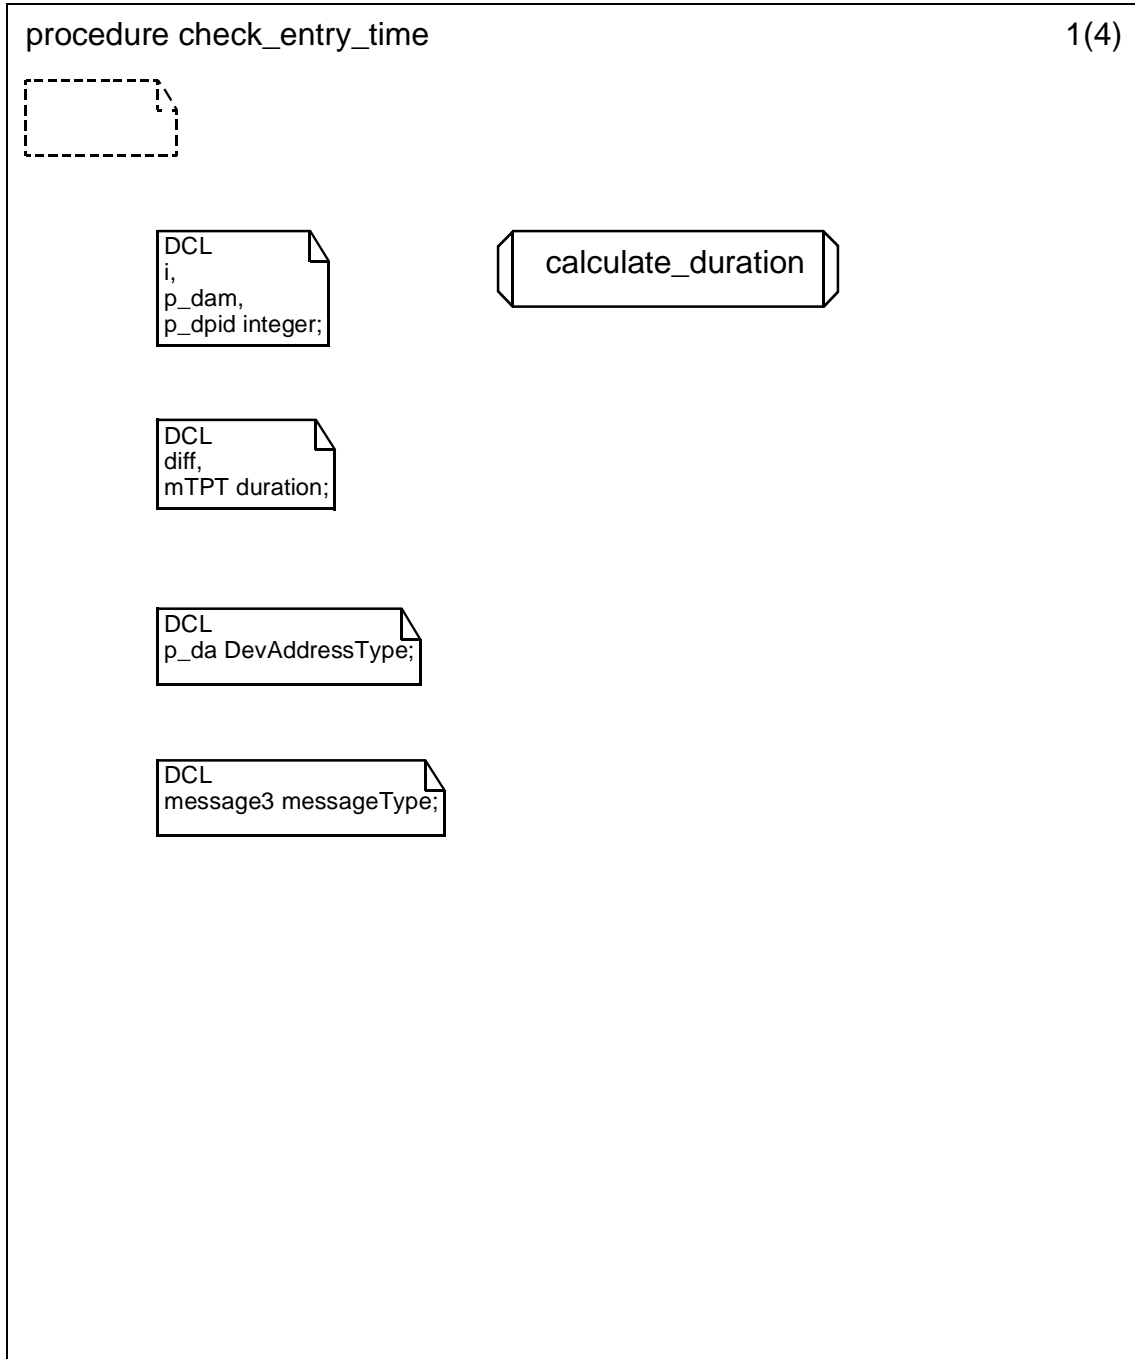 procedure check_entry_time 1(4)
DCL
i,
p_dam,
p_dpid integer;
calculate_duration
DCL
diff,
mTPT duration;
DCL
p_da DevAddressType;
DCL
message3 messageType;